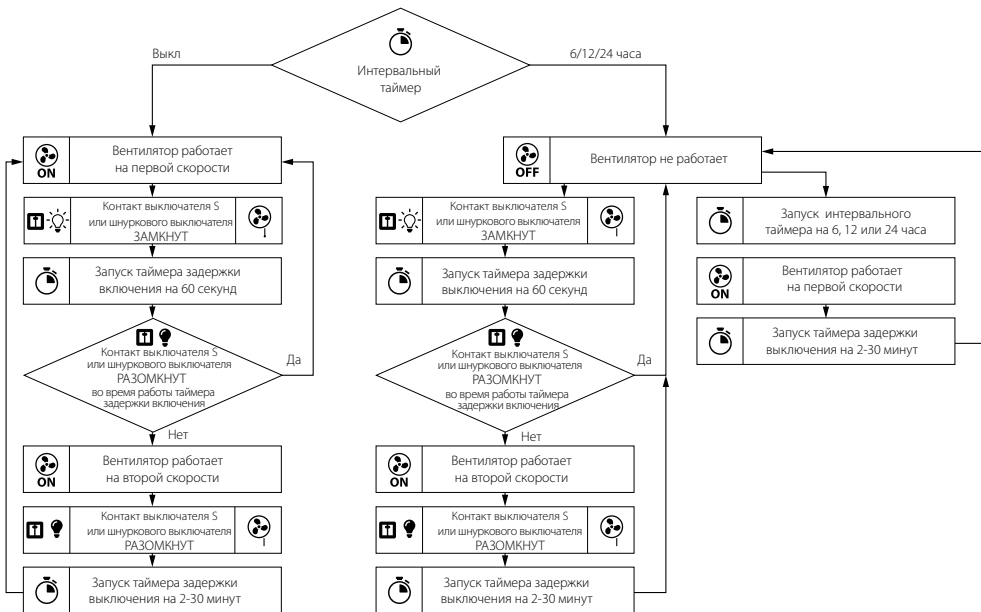 Интервальный
таймер
Выкл
6/12/24 часа
ON
Вентилятор работает
на первой скорости
Контакт выключателя S
или шнуркового выключателя
ЗАМКНУТ
Запуск таймера задержки
включения на 60 секунд
Контакт выключателя S
или шнуркового выключателя
РАЗОМКНУТ
во время работы таймера
задержки включения
Да
Нет
ON
Вентилятор работает
на второй скорости
Контакт выключателя S
или шнуркового выключателя
РАЗОМКНУТ
Запуск таймера задержки
выключения на 2-30 минут
OFF
Вентилятор не работает
Контакт выключателя S
или шнуркового выключателя
ЗАМКНУТ
Запуск таймера задержки
выключения на 60 секунд
Контакт выключателя S
или шнуркового выключателя
РАЗОМКНУТ
во время работы таймера
задержки включения
Да
Нет
ON
Вентилятор работает
на второй скорости
Контакт выключателя S
или шнуркового выключателя
РАЗОМКНУТ
Запуск таймера задержки
выключения на 2-30 минут
Запуск интервального
таймера на 6, 12 или 24 часа
ON
Вентилятор работает
на первой скорости
Запуск таймера задержки
выключения на 2-30 минут